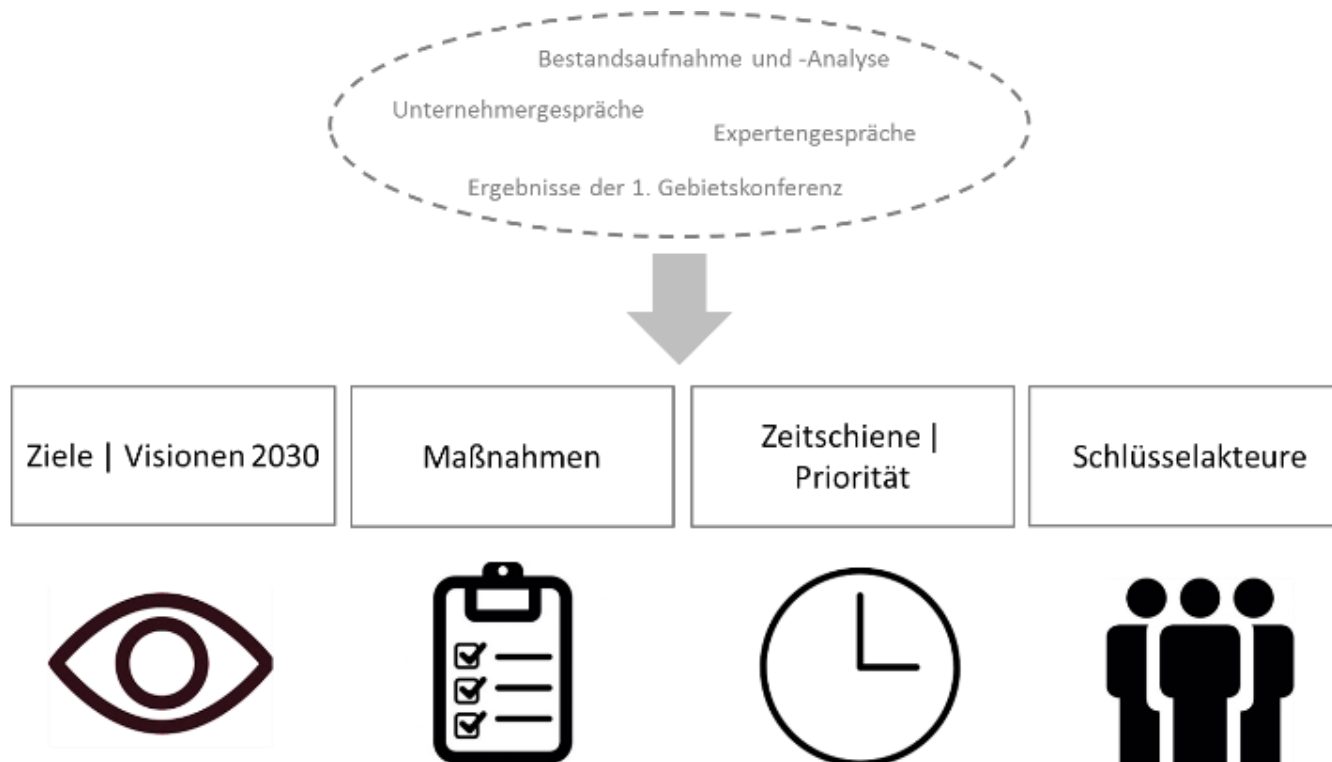 Bestandsaufnahme und -Analyse
Unternehmergespräche
Expertengespräche
Ergebnisse der 1. Gebietskonferenz
Ziele | Visionen 2030
Maßnahmen
Zeitschiene |
Priorität
Schlüsselakteure